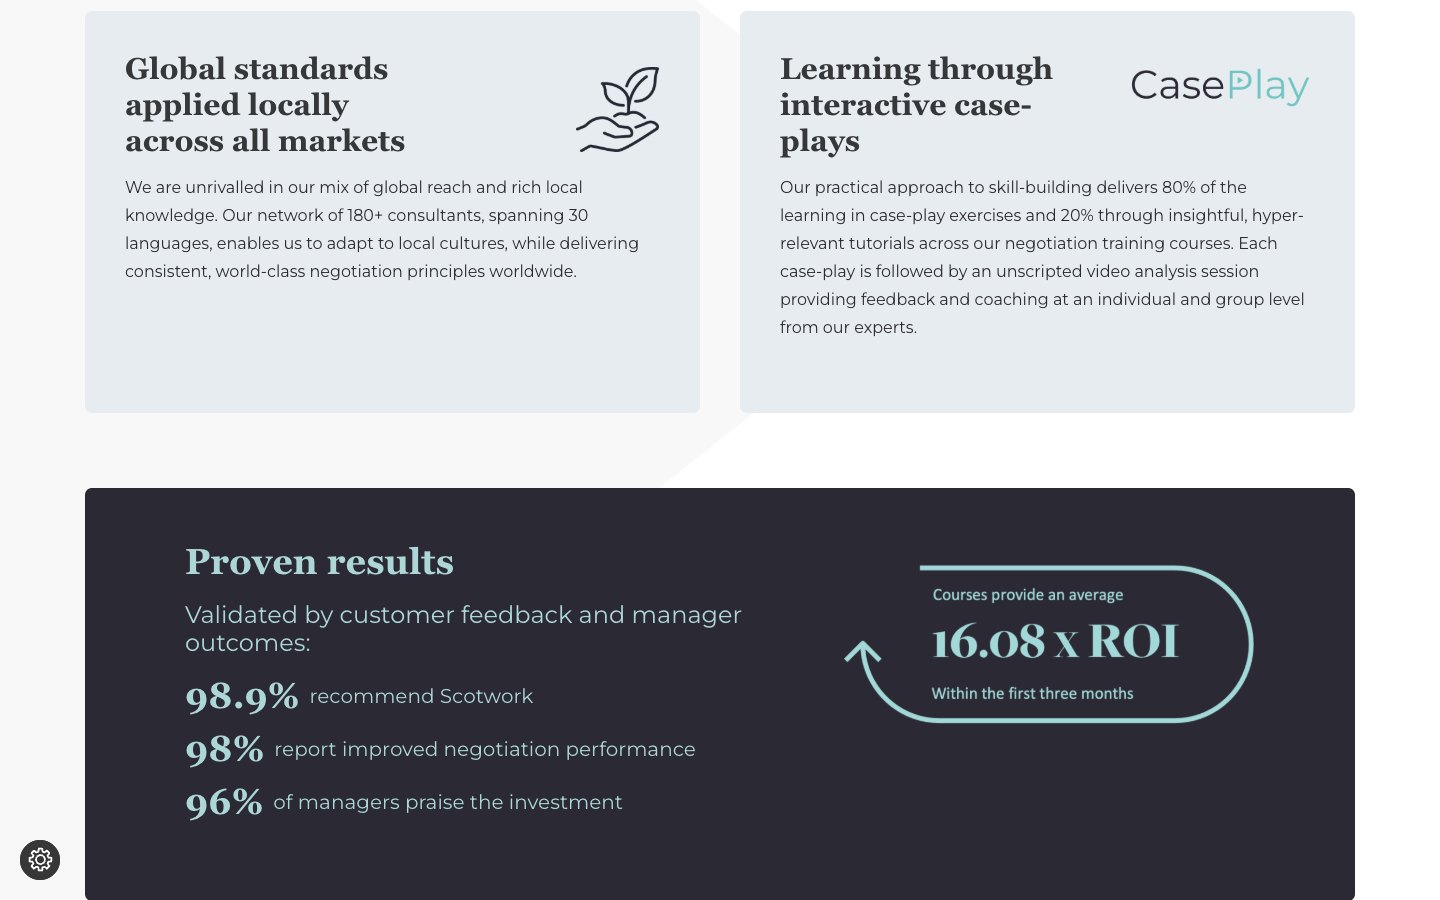 Global standards
applied locally
across all markets
We are unrivalled in our mix of global reach and rich local
knowledge. Our network of 180+ consultants, spanning 30
languages, enables us to adapt to local cultures, while delivering
consistent, world-class negotiation principles worldwide.
Learning through
interactive case-
plays
CasePlay
Our practical approach to skill-building delivers 80% of the
learning in case-play exercises and 20% through insightful, hyper-
relevant tutorials across our negotiation training courses. Each
case-play is followed by an unscripted video analysis session
providing feedback and coaching at an individual and group level
from our experts.
Proven results
Validated by customer feedback and manager
outcomes:
98.9% recommend Scotwork
98% report improved negotiation performance
96% of managers praise the investment
Courses provide an average
16.08 x ROI
Within the first three months